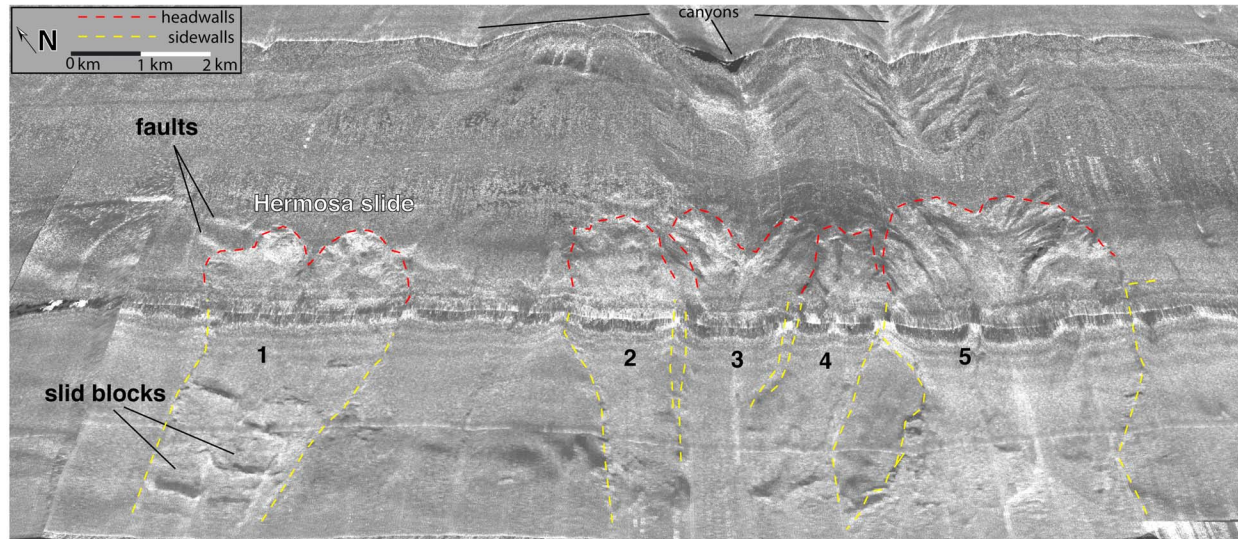 headwalls
sidewalls
N
0 km 1 km 2 km
canyons
faults
Hermosa slide
1
2
3
4
5
slid blocks